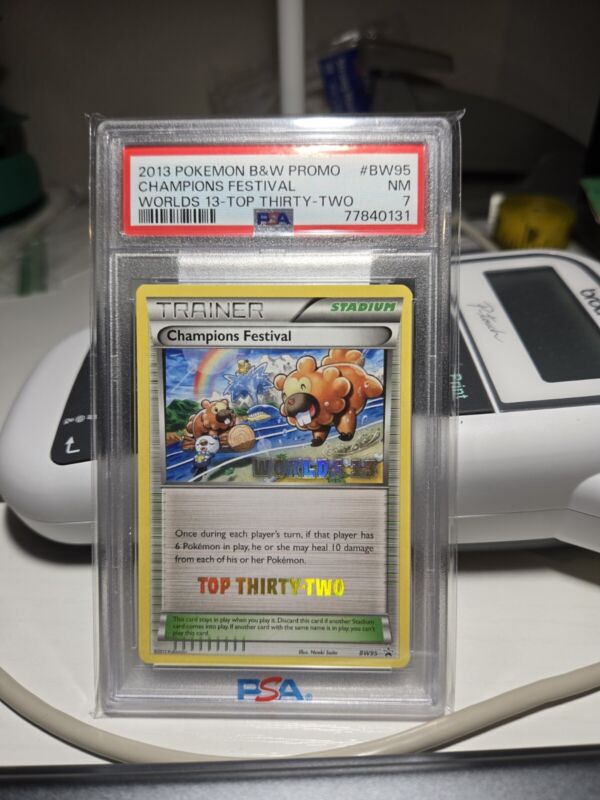 2013 POKEMON B&W PROMO #BW95
CHAMPIONS FESTIVAL NM
WORLDS 13-TOP THIRTY-TWO 7
PSA 77840131
TRAINER STADIUM
Champions Festival
WORLDS 13
Once during each player's turn, if that player has
6 Pokémon in play, he or she may heal 10 damage
from each of his or her Pokémon.
TOP THIRTY-TWO
This card stays in play when you play it. Discard this card if another Stadium
card comes into play. If another card with the same name is in play, you can't
play this card.
Illus. Naoki Saito BW95
PSA
P-touch
Print